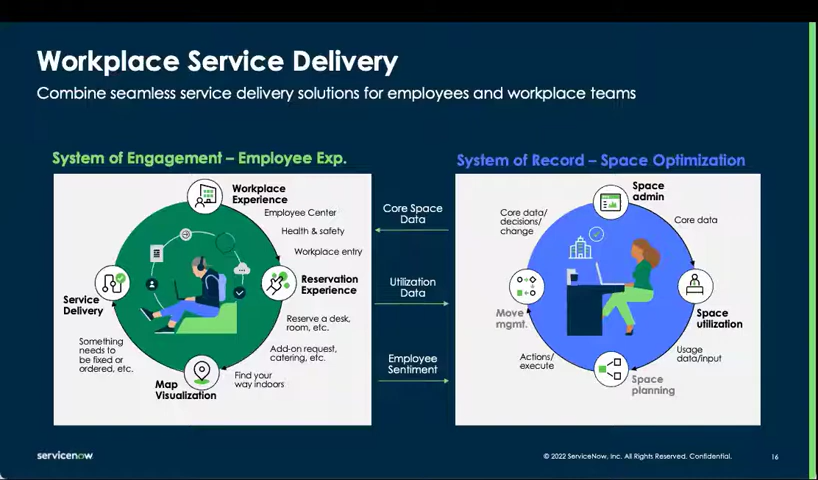 Workplace Service Delivery
Combine seamless service delivery solutions for employees and workplace teams
System of Engagement – Employee Exp.
Workplace
Experience
Employee Center
Health & safety
Workplace entry
Reservation
Experience
Reserve a desk,
room, etc.
Add-on request,
catering, etc.
Find your
way indoors
Map
Visualization
Something
needs to
be fixed or
ordered, etc.
Service
Delivery
Core Space
Data
Utilization
Data
Employee
Sentiment
System of Record – Space Optimization
Space
admin
Core data
Space
utilization
Usage
data/input
Space
planning
Actions/
execute
Move
mgmt.
Core data/
decisions/
change
servicenow
© 2022 ServiceNow, Inc. All Rights Reserved. Confidential.
16